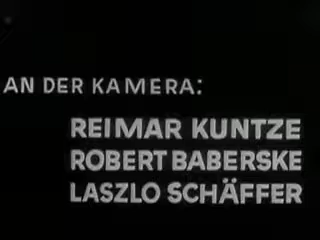 AN DER KAMERA:
REIMAR KUNTZE
ROBERT BABERSKE
LASZLO SCHÄFFER